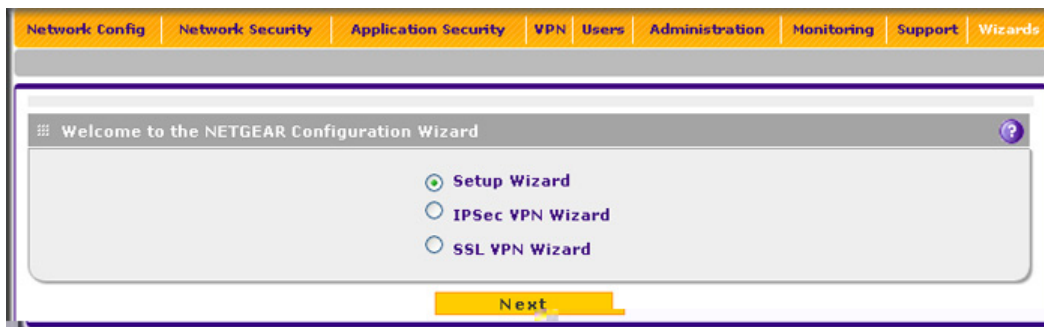 Network Config Network Security Application Security VPN Users Administration Monitoring Support Wizards
Welcome to the NETGEAR Configuration Wizard ?
Setup Wizard
IPSec VPN Wizard
SSL VPN Wizard
Next